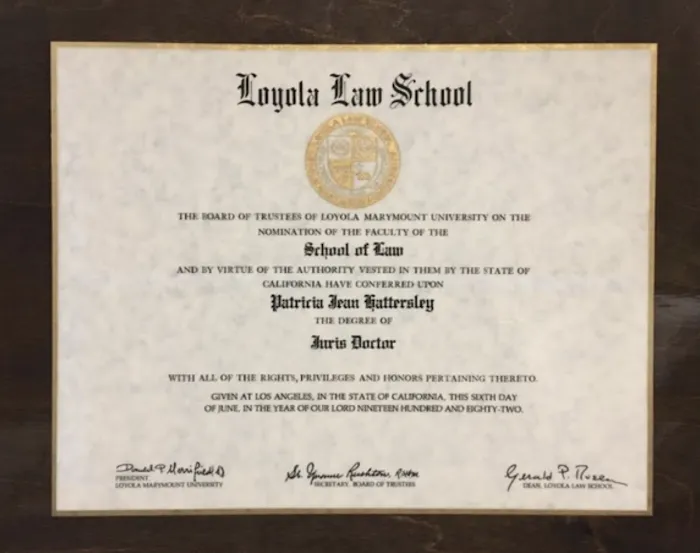 Loyola Law School
THE BOARD OF TRUSTEES OF LOYOLA MARYMOUNT UNIVERSITY ON THE
NOMINATION OF THE FACULTY OF THE
School of Law
AND BY VIRTUE OF THE AUTHORITY VESTED IN THEM BY THE STATE OF
CALIFORNIA HAVE CONFERRED UPON
Patricia Jean Hattersley
THE DEGREE OF
Juris Doctor
WITH ALL OF THE RIGHTS, PRIVILEGES AND HONORS PERTAINING THERETO.
GIVEN AT LOS ANGELES, IN THE STATE OF CALIFORNIA, THIS SIXTH DAY
OF JUNE, IN THE YEAR OF OUR LORD NINETEEN HUNDRED AND EIGHTY-TWO.
Donald P. Merrifield SJ
PRESIDENT
LOYOLA MARYMOUNT UNIVERSITY
SECRETARY, BOARD OF TRUSTEES
Gerald T.
DEAN, LOYOLA LAW SCHOOL